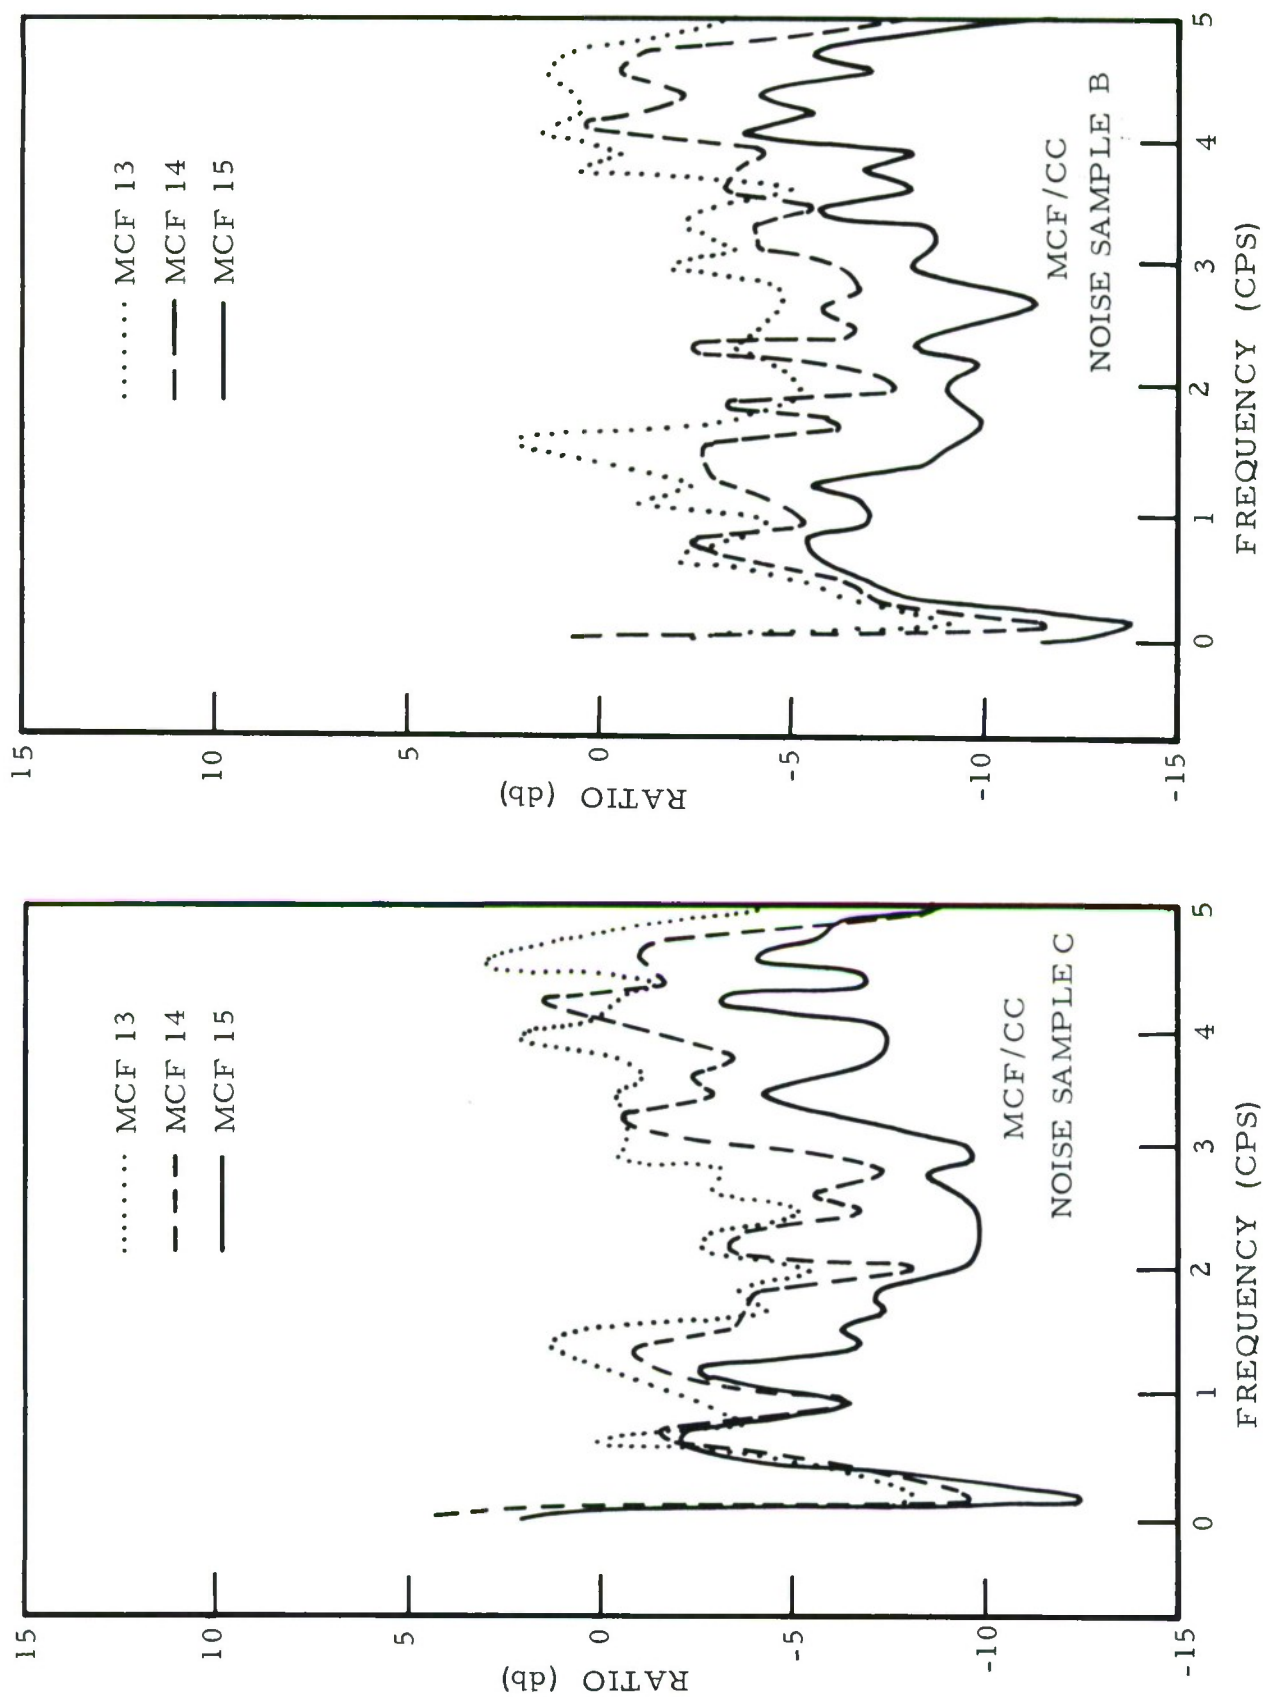 15
10
5
0
-5
-10
-15
RATIO (db)
MCF 13
MCF 14
MCF 15
MCF/CC
NOISE SAMPLE C
0
1
2
3
4
5
FREQUENCY (CPS)
15
10
5
0
-5
-10
-15
RATIO (db)
MCF 13
MCF 14
MCF 15
MCF/CC
NOISE SAMPLE B
0
1
2
3
4
5
FREQUENCY (CPS)